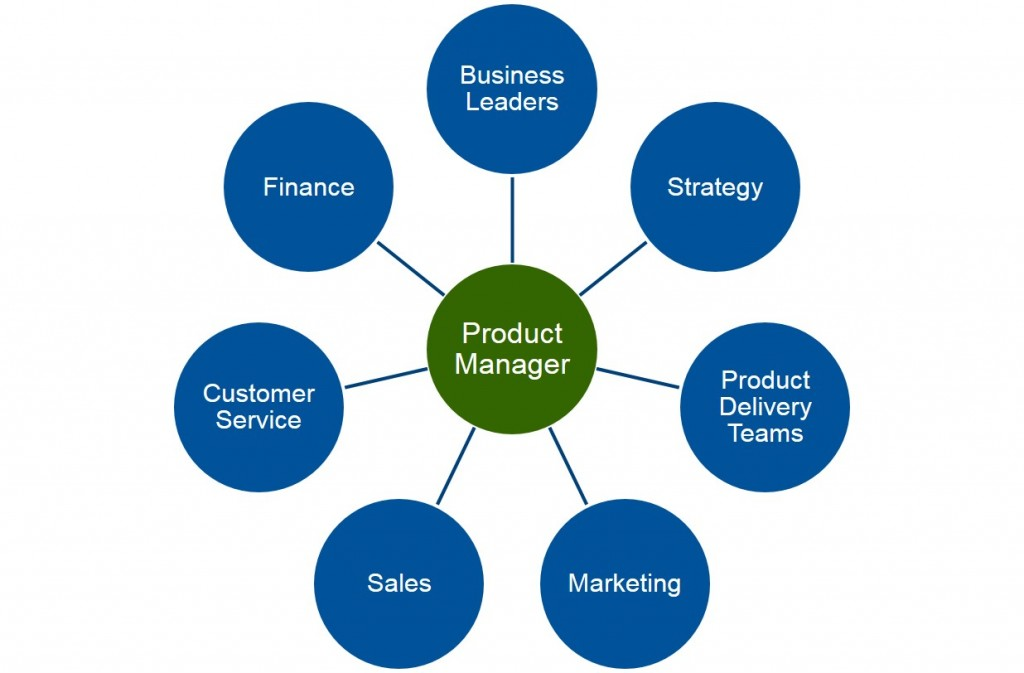 Business
Leaders
Finance
Strategy
Product
Manager
Customer
Service
Product
Delivery
Teams
Sales
Marketing